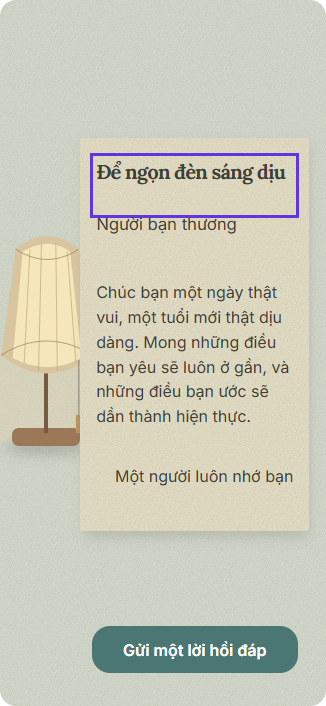 Để ngọn đèn sáng dịu
Người bạn thương
Chúc bạn một ngày thật
vui, một tuổi mới thật dịu
dàng. Mong những điều
bạn yêu sẽ luôn ở gần, và
những điều bạn ước sẽ
dần thành hiện thực.
Một người luôn nhớ bạn
Gửi một lời hồi đáp